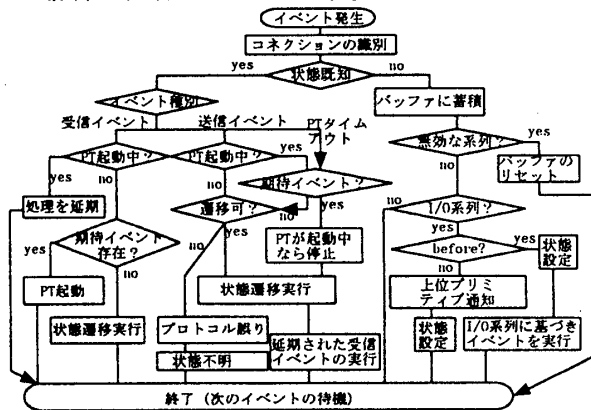 イベント発生
コネクションの識別
yes
状態既知
no
イベント種別
バッファに蓄積
受信イベント
送信イベント
PTタイム
アウト
yes
無効な系列?
yes
PT起動中?
PT起動中?
バッファの
リセット
yes
no
no
期待イベント?
no
処理を延期
遷移可?
no
I/O系列?
期待イベント
存在?
yes
no
yes
no
yes
PTが起動中
なら停止
yes
before?
yes
状態
設定
no
no
PT起動
状態遷移実行
上位プリミ
ティブ通知
状態遷移実行
プロトコル誤り
延期された受信
イベントの実行
状態
設定
I/O系列に基づき
イベントを実行
状態不明
終了(次のイベントの待機)